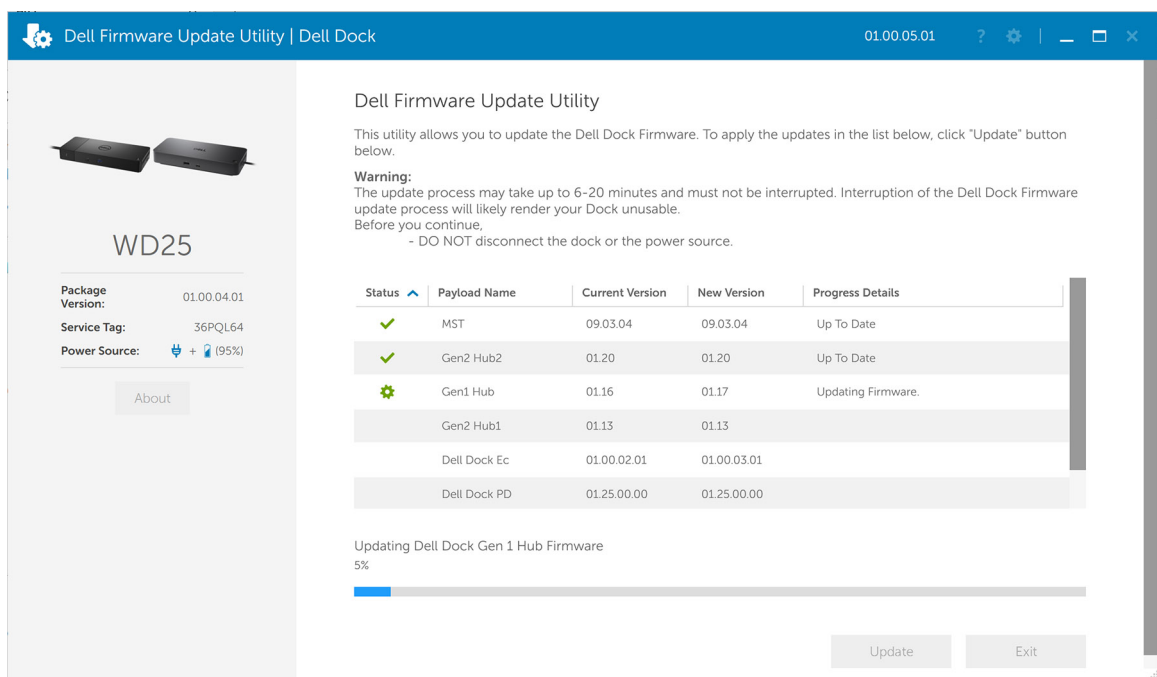 Dell Firmware Update Utility | Dell Dock
01.00.05.01
?
WD25
Package
Version:
01.00.04.01
Service Tag: 36PQL64
Power Source: + (95%)
About
Dell Firmware Update Utility
This utility allows you to update the Dell Dock Firmware. To apply the updates in the list below, click "Update" button
below.
Warning:
The update process may take up to 6-20 minutes and must not be interrupted. Interruption of the Dell Dock Firmware
update process will likely render your Dock unusable.
Before you continue,
- DO NOT disconnect the dock or the power source.
Status Payload Name Current Version New Version Progress Details
MST 09.03.04 09.03.04 Up To Date
Gen2 Hub2 01.20 01.20 Up To Date
Gen1 Hub 01.16 01.17 Updating Firmware.
Gen2 Hub1 01.13 01.13
Dell Dock Ec 01.00.02.01 01.00.03.01
Dell Dock PD 01.25.00.00 01.25.00.00
Updating Dell Dock Gen 1 Hub Firmware
5%
Update Exit